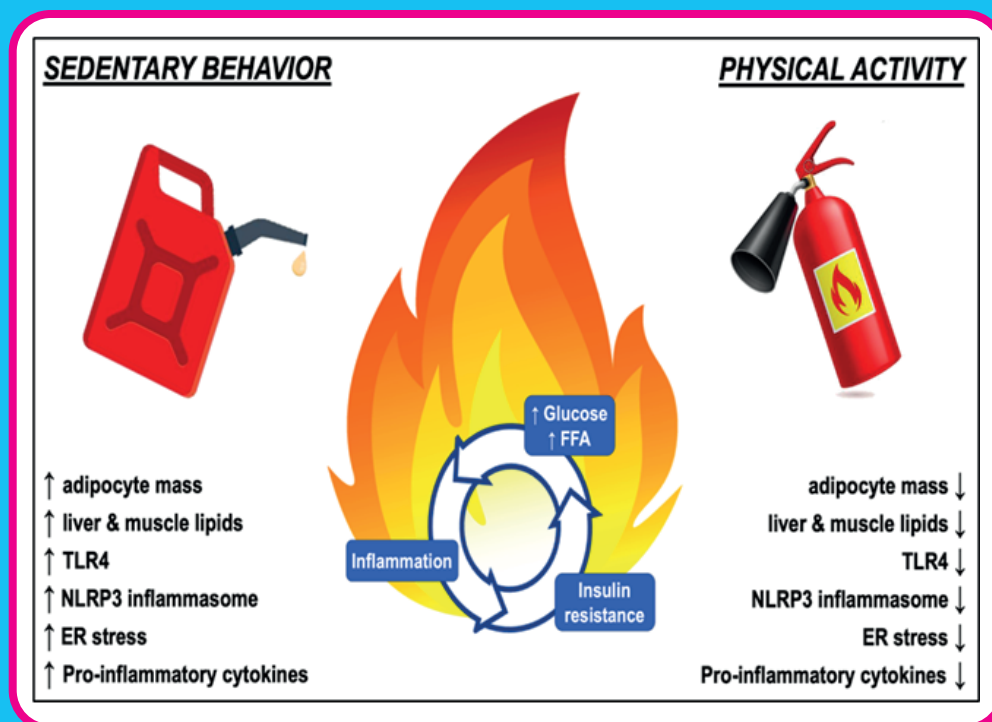 SEDENTARY BEHAVIOR
PHYSICAL ACTIVITY
↑ Glucose
↑ FFA
Inflammation
Insulin
resistance
↑ adipocyte mass
↑ liver & muscle lipids
↑ TLR4
↑ NLRP3 inflammasome
↑ ER stress
↑ Pro-inflammatory cytokines
adipocyte mass ↓
liver & muscle lipids ↓
TLR4 ↓
NLRP3 inflammasome ↓
ER stress ↓
Pro-inflammatory cytokines ↓